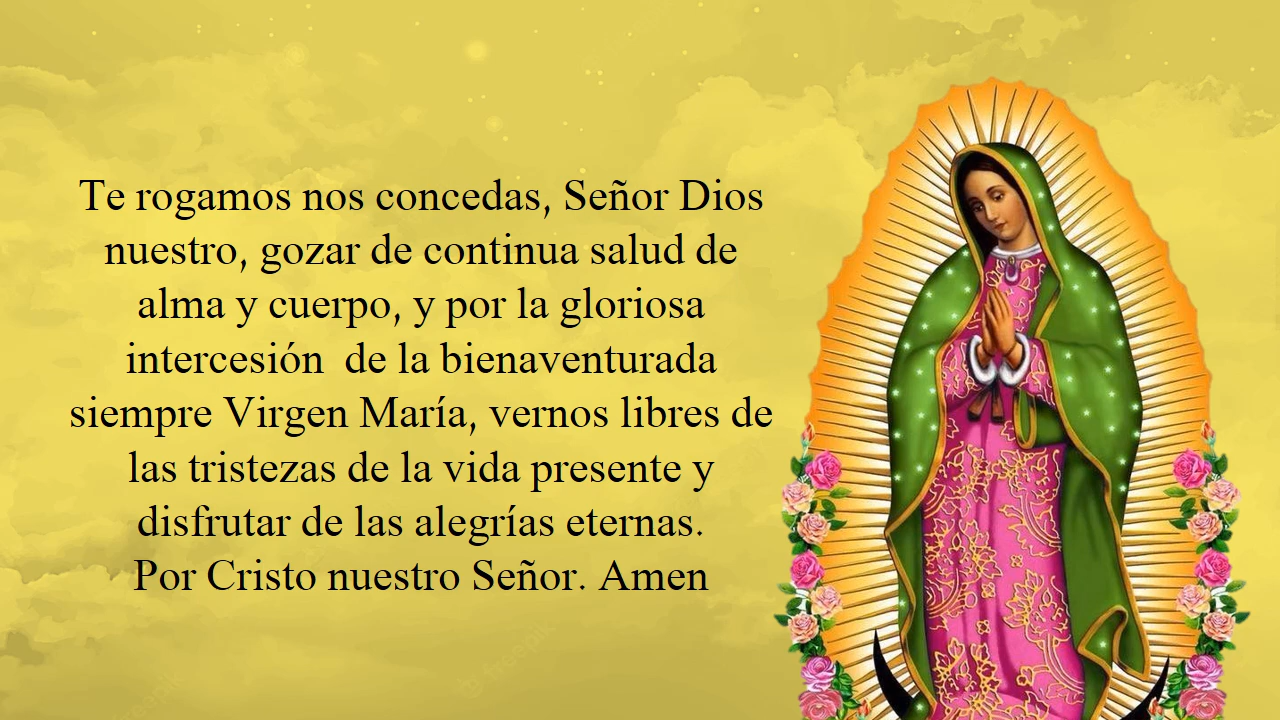 Te rogamos nos concedas, Señor Dios
nuestro, gozar de continua salud de
alma y cuerpo, y por la gloriosa
intercesión  de la bienaventurada
siempre Virgen María, vernos libres de
las tristezas de la vida presente y
disfrutar de las alegrías eternas.
Por Cristo nuestro Señor. Amen